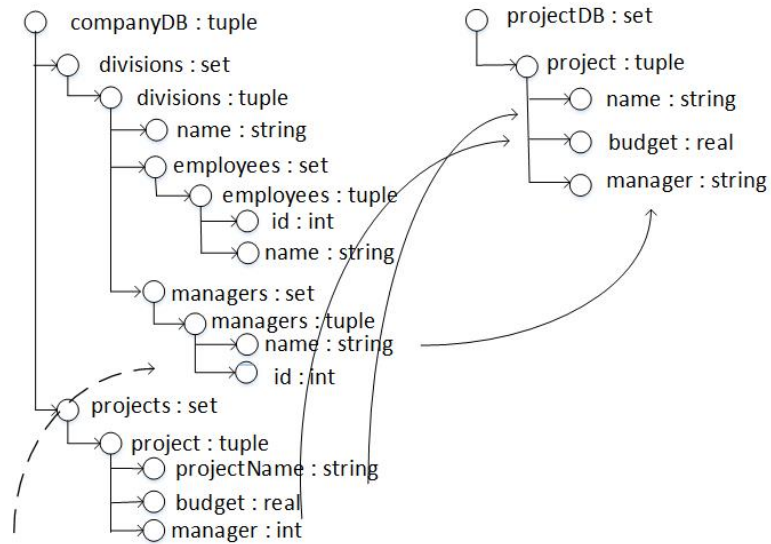 companyDB : tuple
divisions : set
divisions : tuple
name : string
employees : set
employees : tuple
id : int
name : string
managers : set
managers : tuple
name : string
id : int
projects : set
project : tuple
projectName : string
budget : real
manager : int
projectDB : set
project : tuple
name : string
budget : real
manager : string